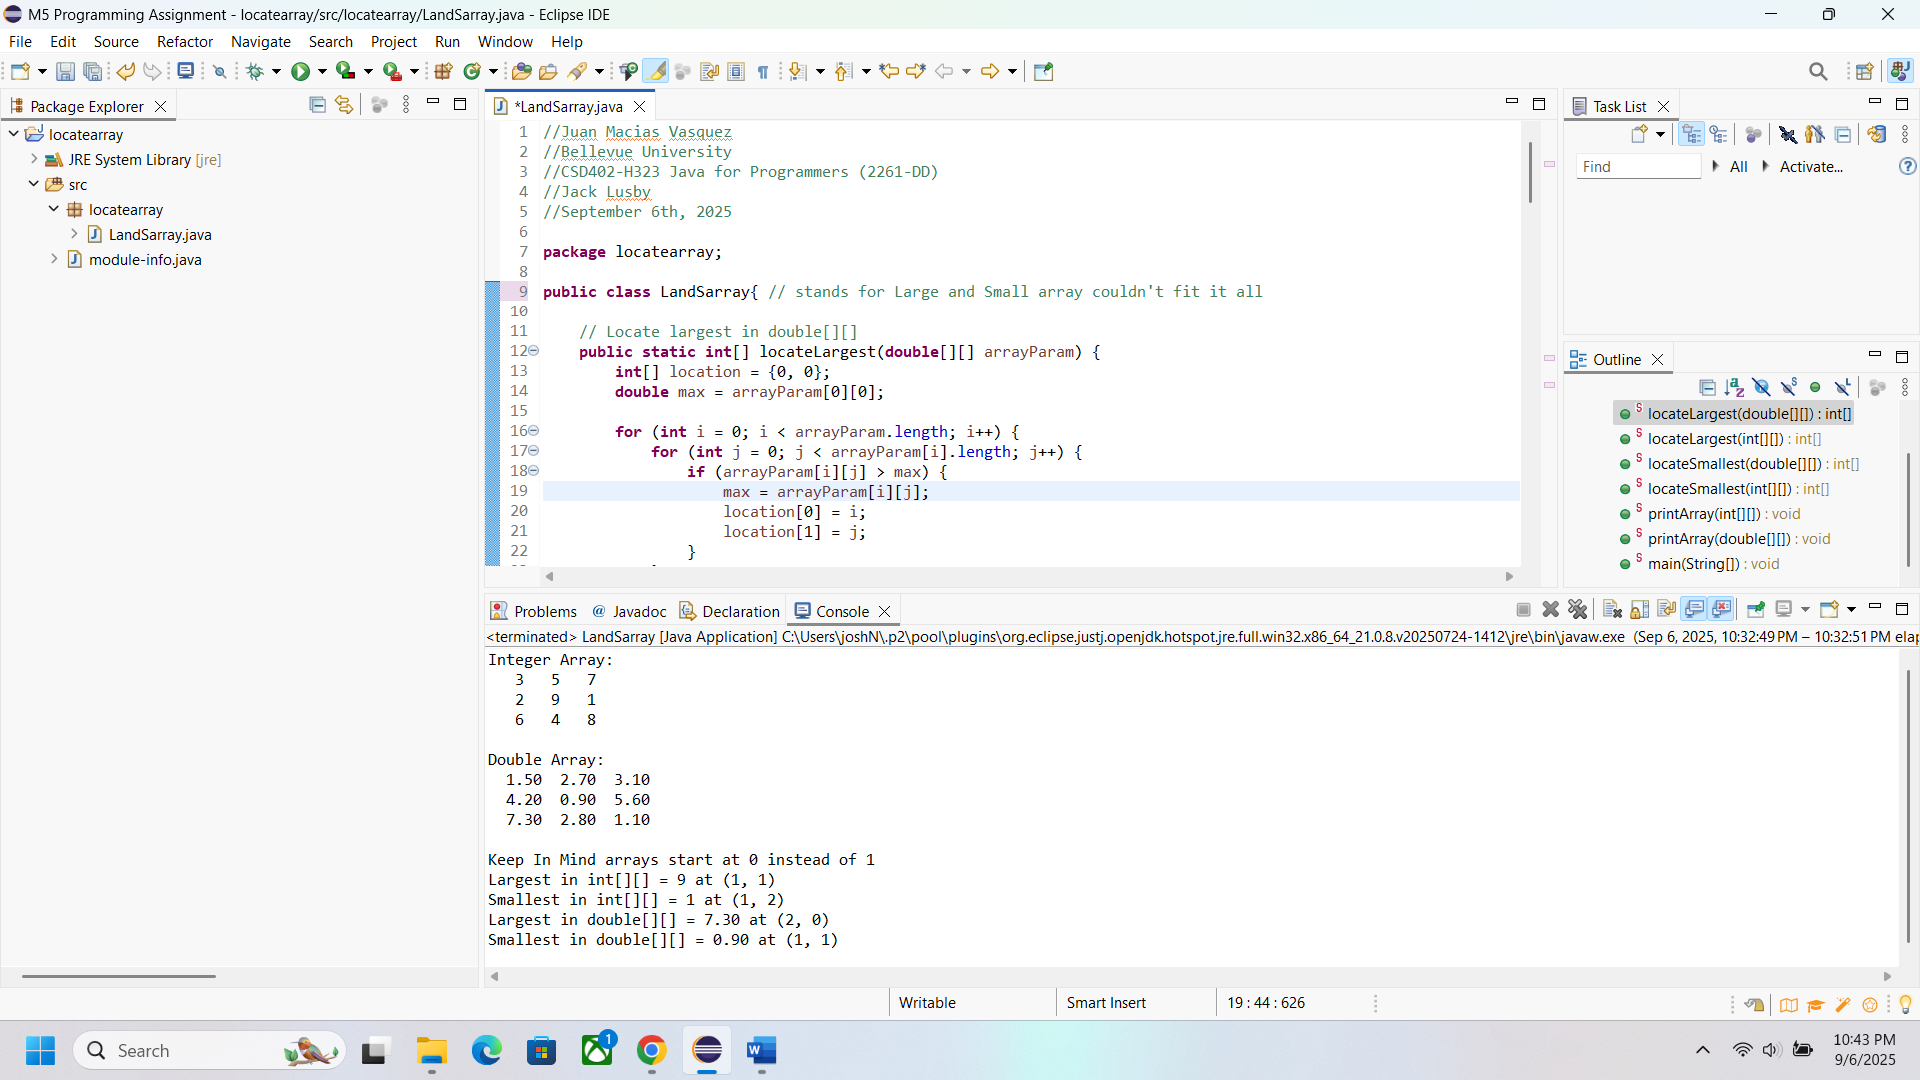 M5 Programming Assignment - locatearray/src/locatearray/LandSarray.java - Eclipse IDE
File Edit Source Refactor Navigate Search Project Run Window Help
Package Explorer
locatearray
JRE System Library [jre]
src
locatearray
LandSarray.java
module-info.java
*LandSarray.java
1 //Juan Macias Vasquez
2 //Bellevue University
3 //CSD402-H323 Java for Programmers (2261-DD)
4 //Jack Lusby
5 //September 6th, 2025
6
7 package locatearray;
8
9 public class LandSarray{ // stands for Large and Small array couldn't fit it all
10
11     // Locate largest in double[][]
12     public static int[] locateLargest(double[][] arrayParam) {
13         int[] location = {0, 0};
14         double max = arrayParam[0][0];
15
16         for (int i = 0; i < arrayParam.length; i++) {
17             for (int j = 0; j < arrayParam[i].length; j++) {
18                 if (arrayParam[i][j] > max) {
19                     max = arrayParam[i][j];
20                     location[0] = i;
21                     location[1] = j;
22                 }
Task List
Find All Activate...
Outline
locateLargest(double[][]) : int[]
locateLargest(int[][]) : int[]
locateSmallest(double[][]) : int[]
locateSmallest(int[][]) : int[]
printArray(int[][]) : void
printArray(double[][]) : void
main(String[]) : void
Problems Javadoc Declaration Console
<terminated> LandSarray [Java Application] C:\Users\joshN\.p2\pool\plugins\org.eclipse.justj.openjdk.hotspot.jre.full.win32.x86_64_21.0.8.v20250724-1412\jre\bin\javaw.exe (Sep 6, 2025, 10:32:49 PM – 10:32:51 PM elap
Integer Array:
3 5 7
2 9 1
6 4 8
Double Array:
1.50 2.70 3.10
4.20 0.90 5.60
7.30 2.80 1.10
Keep In Mind arrays start at 0 instead of 1
Largest in int[][] = 9 at (1, 1)
Smallest in int[][] = 1 at (1, 2)
Largest in double[][] = 7.30 at (2, 0)
Smallest in double[][] = 0.90 at (1, 1)
Writable Smart Insert 19 : 44 : 626
Search
1
10:43 PM
9/6/2025